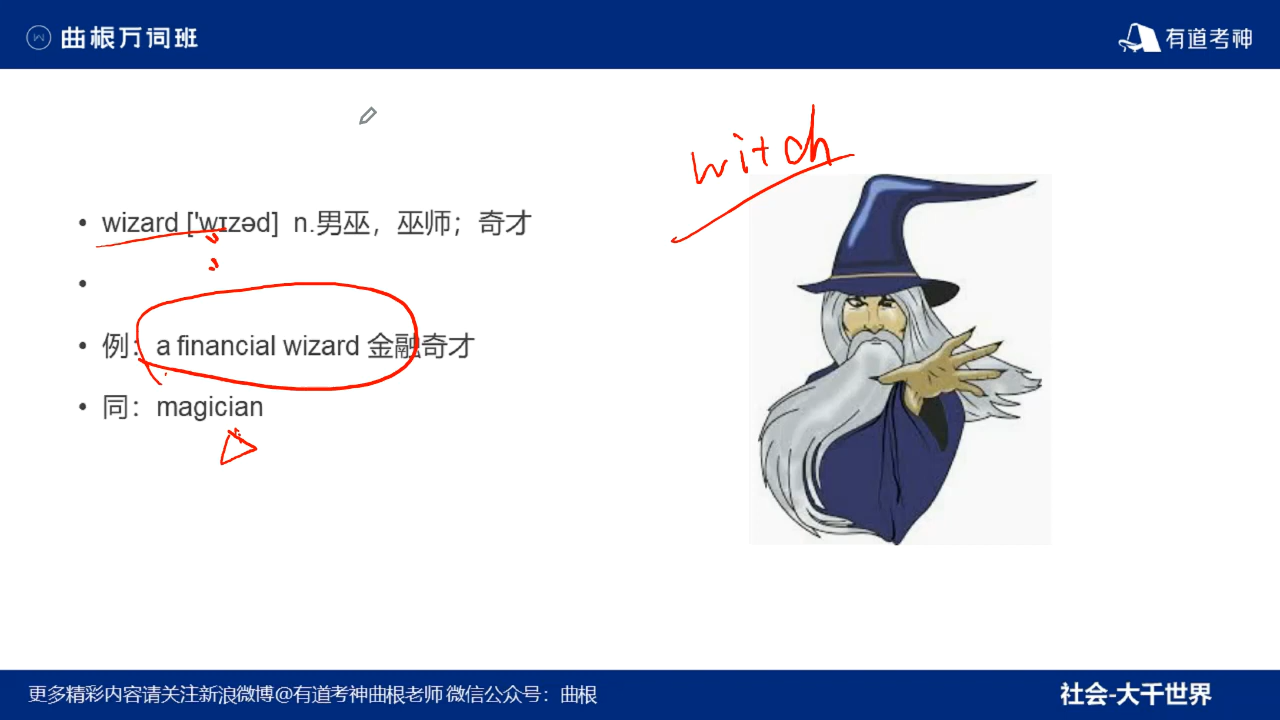 曲根万词班
有道考神
witch
wizard ['wɪzəd] n.男巫，巫师；奇才
例：a financial wizard 金融奇才
同：magician
更多精彩内容请关注新浪微博@有道考神曲根老师 微信公众号：曲根
社会-大千世界